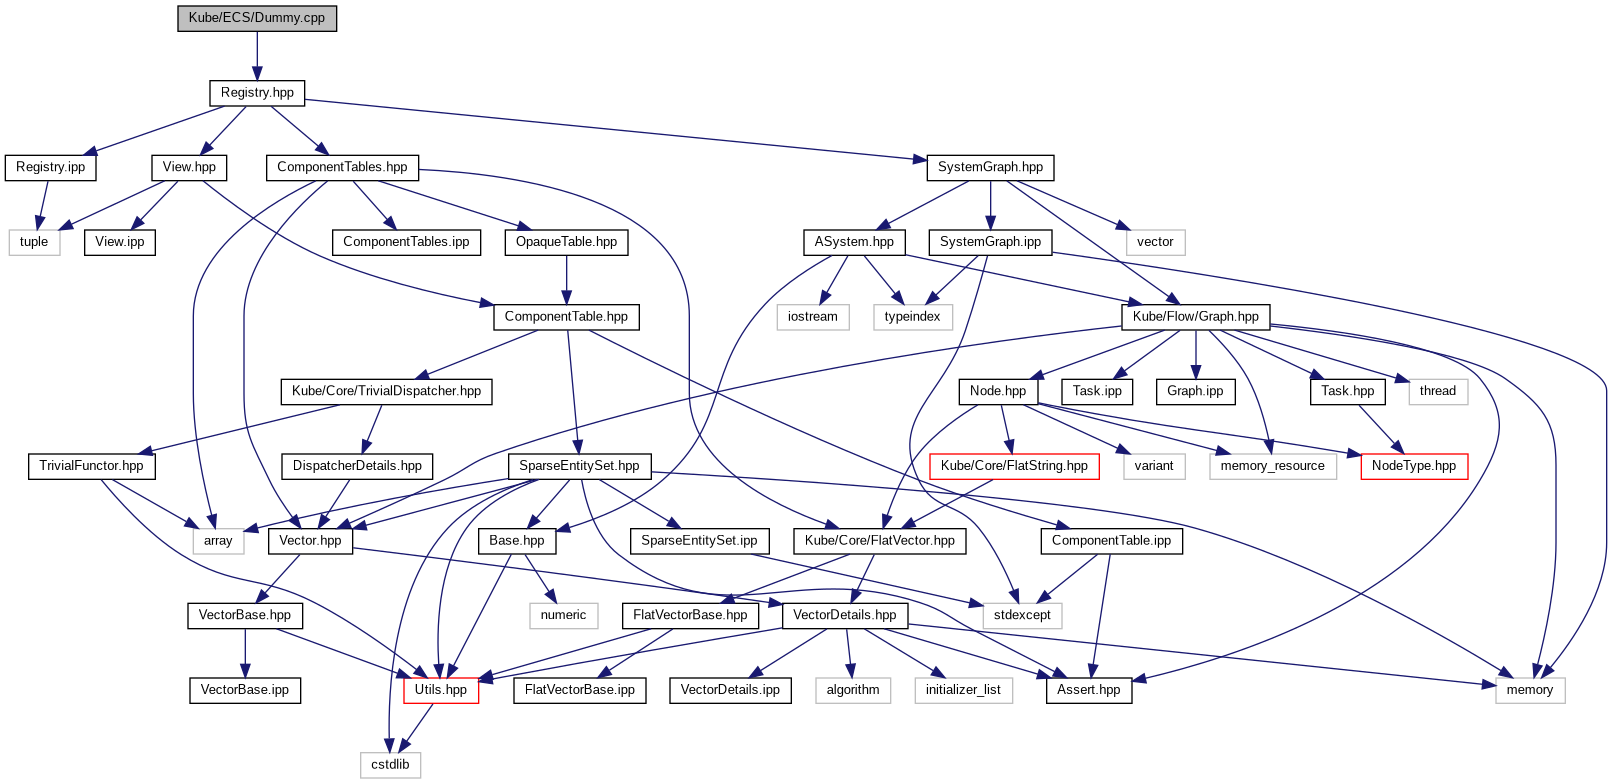 Kube/ECS/Dummy.cpp
Registry.hpp
Registry.ipp
View.hpp
ComponentTables.hpp
SystemGraph.hpp
tuple
View.ipp
ComponentTables.ipp
OpaqueTable.hpp
ASystem.hpp
SystemGraph.ipp
vector
ComponentTable.hpp
iostream
typeindex
Kube/Flow/Graph.hpp
Kube/Core/TrivialDispatcher.hpp
Node.hpp
Task.ipp
Graph.ipp
Task.hpp
thread
TrivialFunctor.hpp
DispatcherDetails.hpp
SparseEntitySet.hpp
Kube/Core/FlatString.hpp
variant
memory_resource
NodeType.hpp
array
Vector.hpp
Base.hpp
SparseEntitySet.ipp
Kube/Core/FlatVector.hpp
ComponentTable.ipp
VectorBase.hpp
numeric
FlatVectorBase.hpp
VectorDetails.hpp
stdexcept
VectorBase.ipp
Utils.hpp
FlatVectorBase.ipp
VectorDetails.ipp
algorithm
initializer_list
Assert.hpp
memory
cstdlib